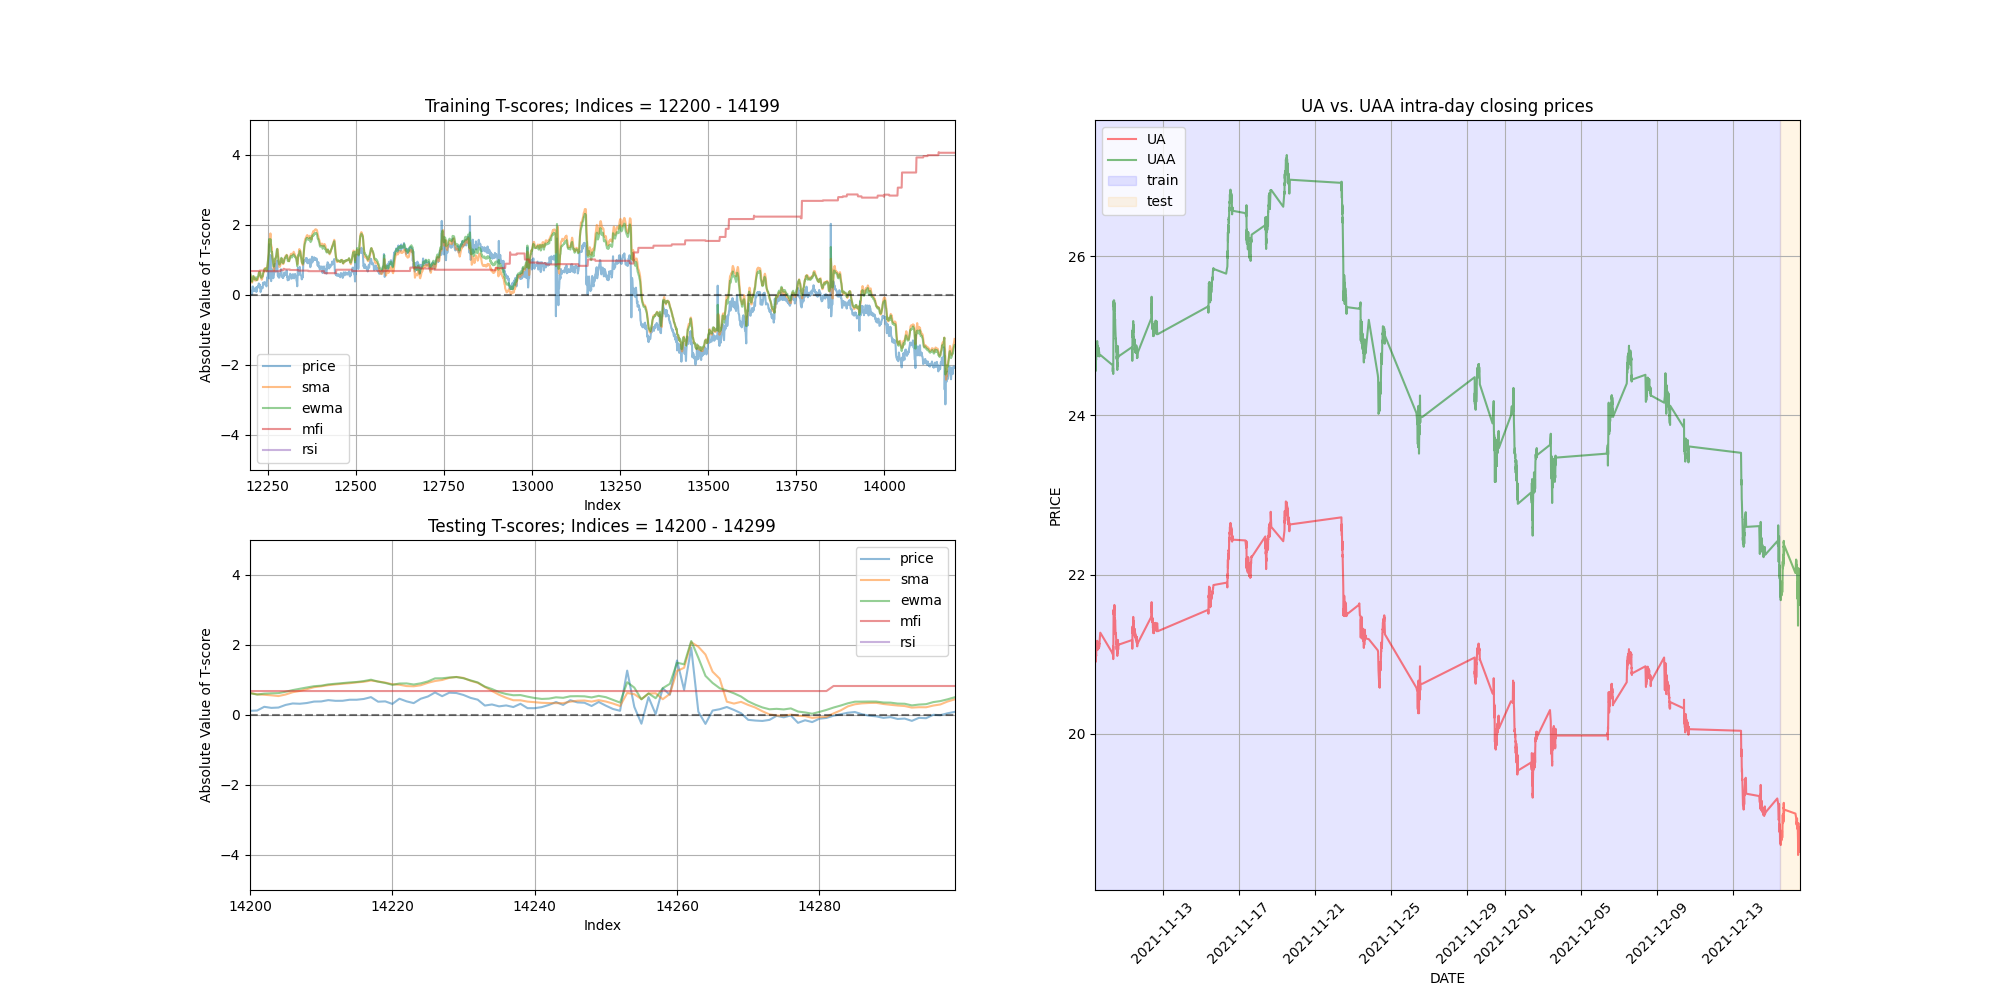 Training T-scores; Indices = 12200 - 14199
Absolute Value of T-score
4
2
0
−2
−4
price
sma
ewma
mfi
rsi
12250 12500 12750 13000 13250 13500 13750 14000
Index
Testing T-scores; Indices = 14200 - 14299
Absolute Value of T-score
4
2
0
−2
−4
price
sma
ewma
mfi
rsi
14200 14220 14240 14260 14280
Index
UA vs. UAA intra-day closing prices
UA
UAA
train
test
PRICE
26
24
22
20
2021-11-13 2021-11-17 2021-11-21 2021-11-25 2021-11-29 2021-12-01 2021-12-05 2021-12-09 2021-12-13
DATE